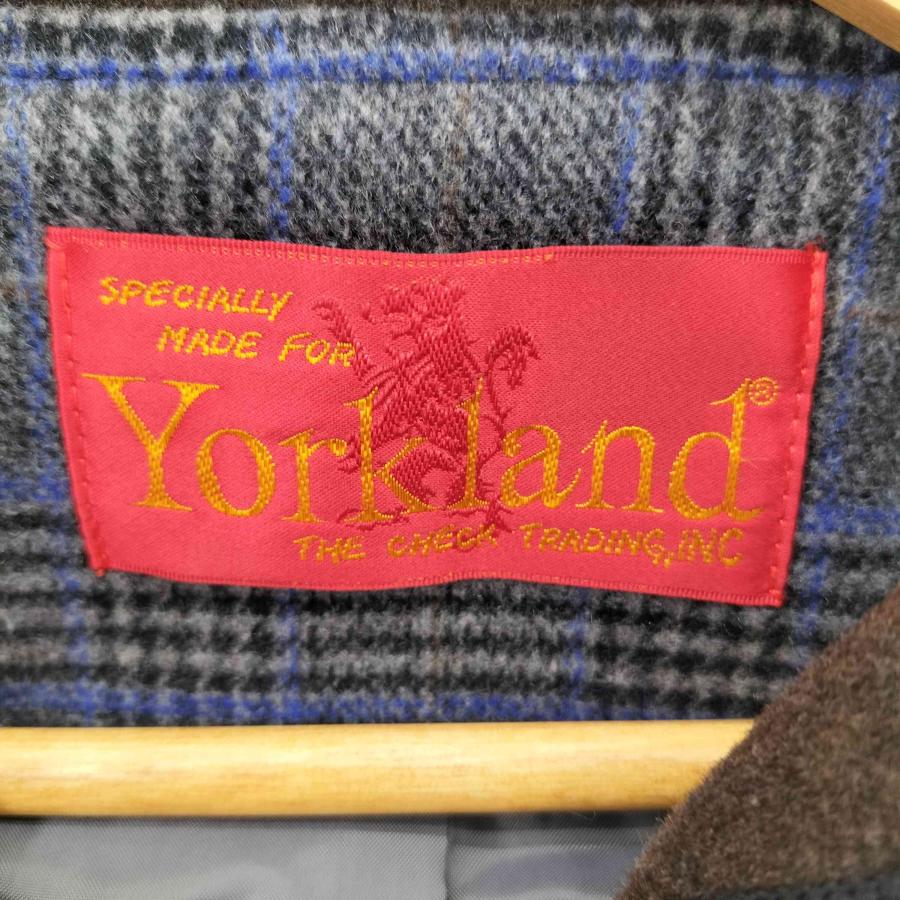 SPECIALLY
MADE FOR
Yorkland®
THE CHECK TRADING,INC